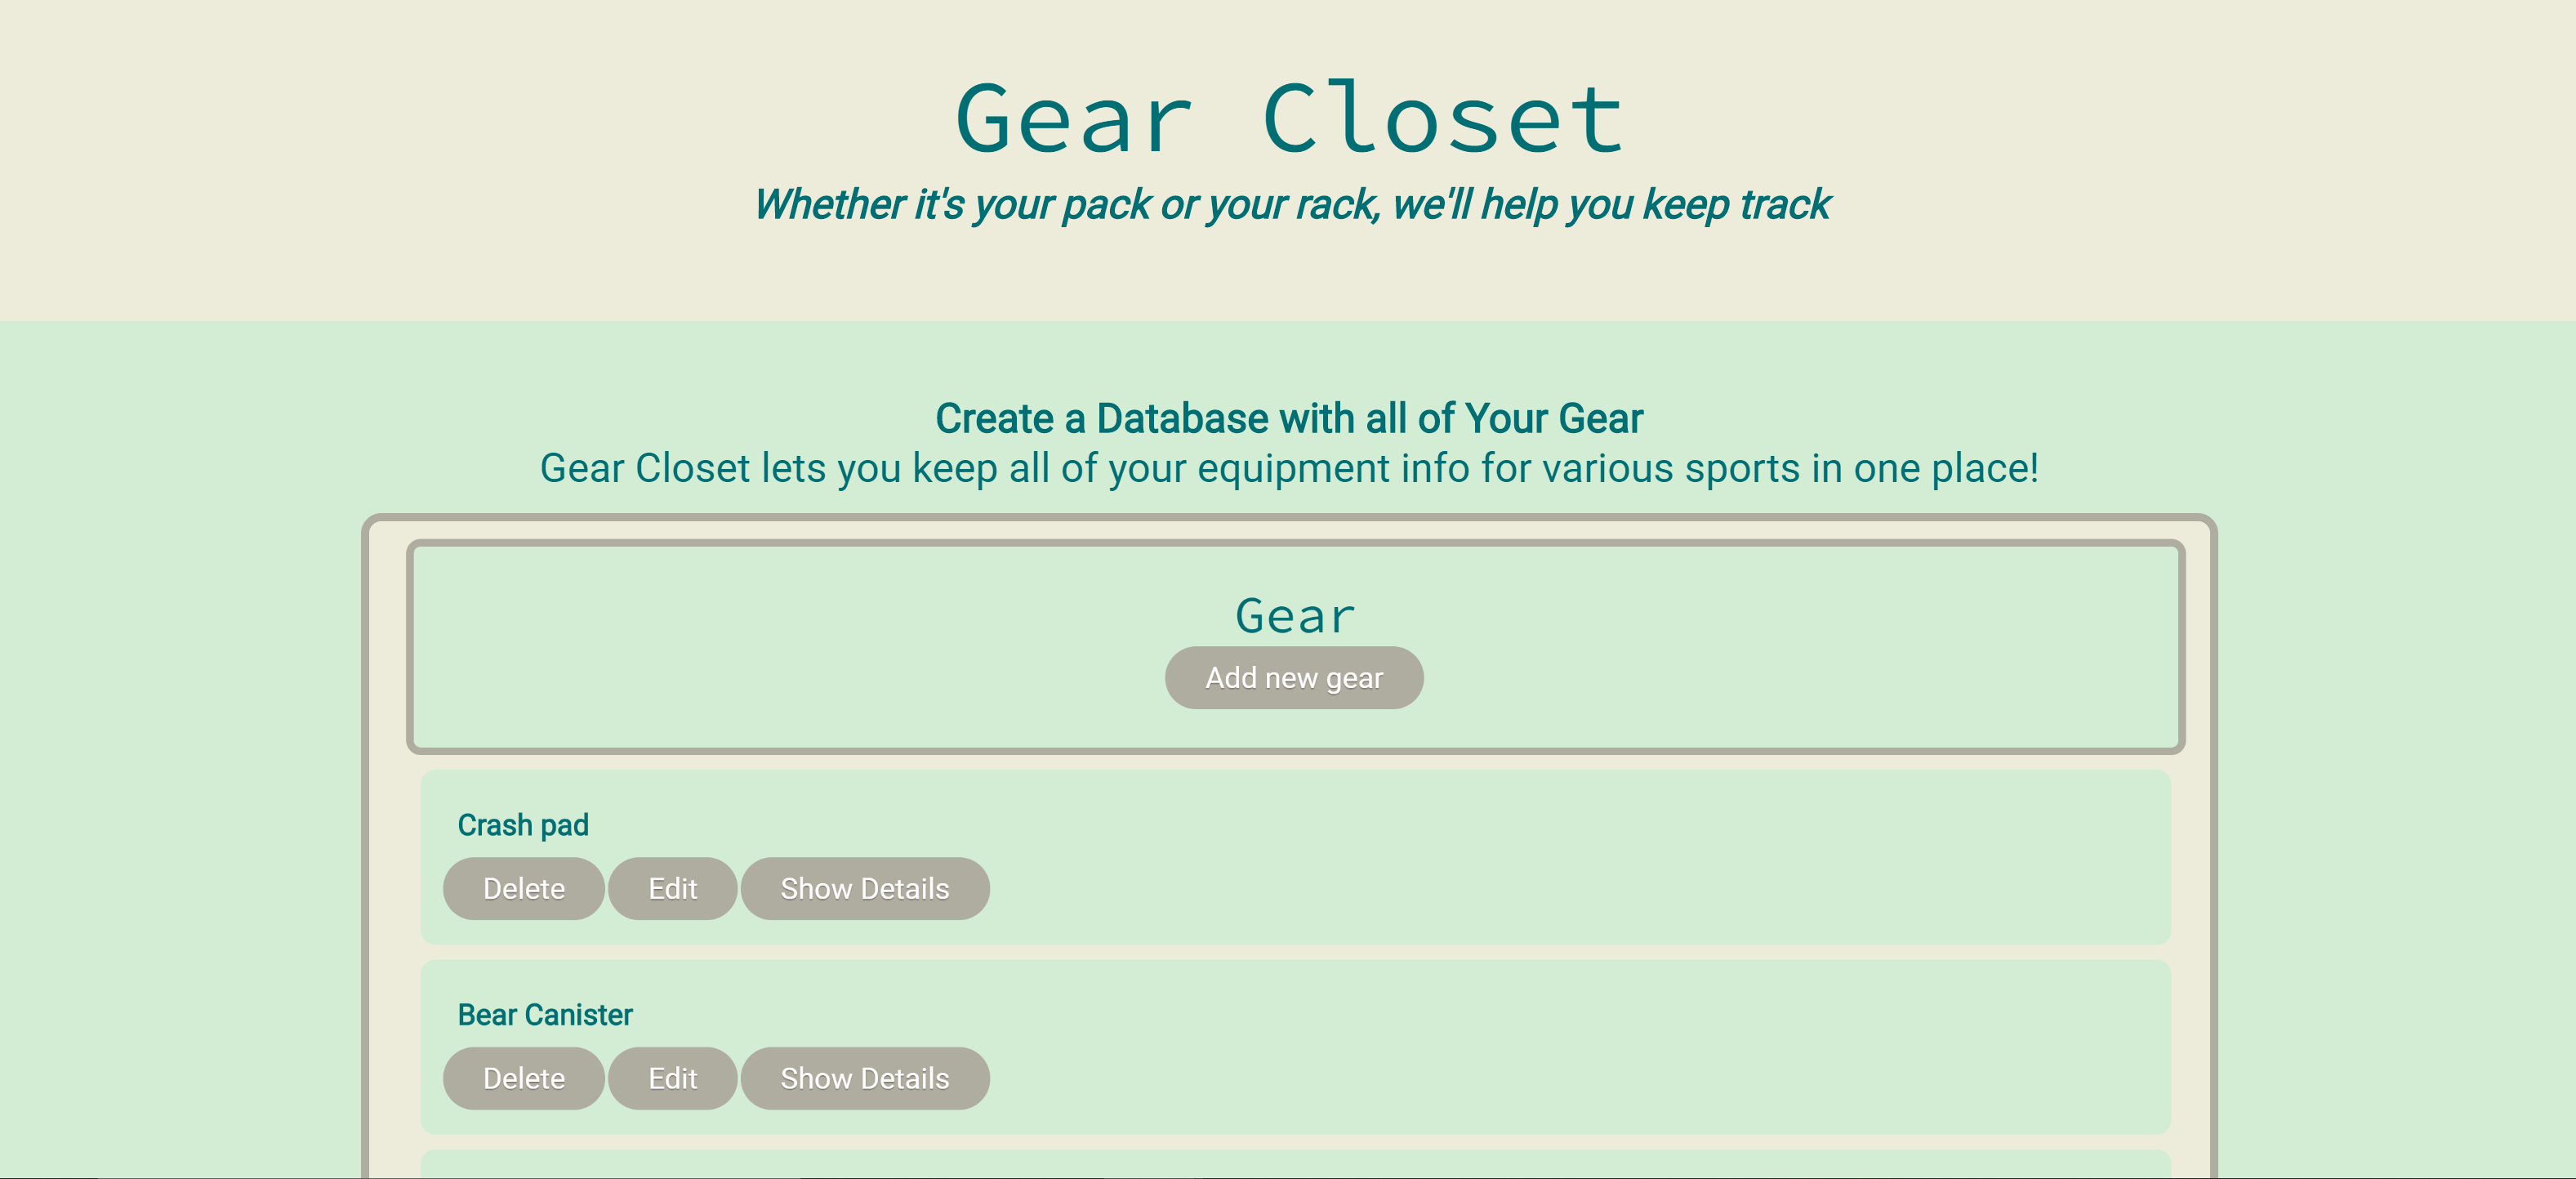 Gear Closet
Whether it's your pack or your rack, we'll help you keep track
Create a Database with all of Your Gear
Gear Closet lets you keep all of your equipment info for various sports in one place!
Gear
Add new gear
Crash pad
Delete Edit Show Details
Bear Canister
Delete Edit Show Details